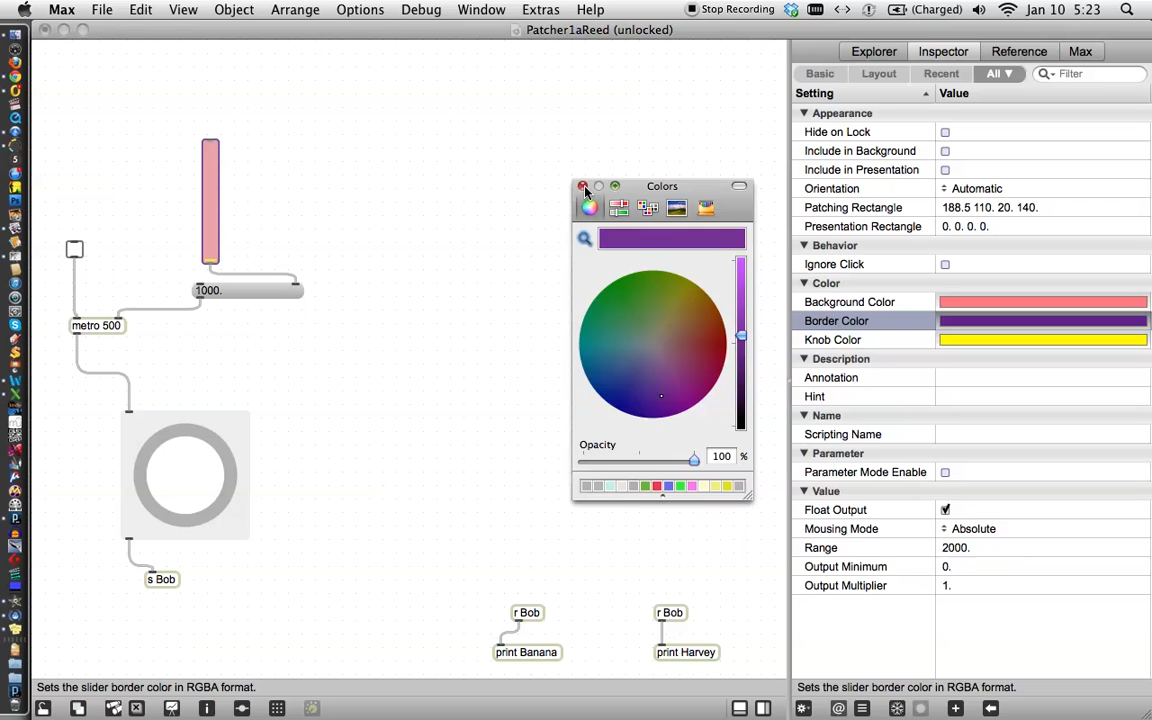 Max File Edit View Object Arrange Options Debug Window Extras Help Stop Recording (Charged) Jan 10 5:23
Patcher1aReed (unlocked)
Explorer Inspector Reference Max
Basic Layout Recent All ▼ Filter
Setting Value
Appearance
Hide on Lock
Include in Background
Include in Presentation
Orientation Automatic
Patching Rectangle 188.5 110. 20. 140.
Presentation Rectangle 0. 0. 0. 0.
Behavior
Ignore Click
Color
Background Color
Border Color
Knob Color
Description
Annotation
Hint
Name
Scripting Name
Parameter
Parameter Mode Enable
Value
Float Output
Mousing Mode Absolute
Range 2000.
Output Minimum 0.
Output Multiplier 1.
Colors
Opacity
100 %
1000.
metro 500
s Bob
r Bob r Bob
print Banana print Harvey
Sets the slider border color in RGBA format. Sets the slider border color in RGBA format.